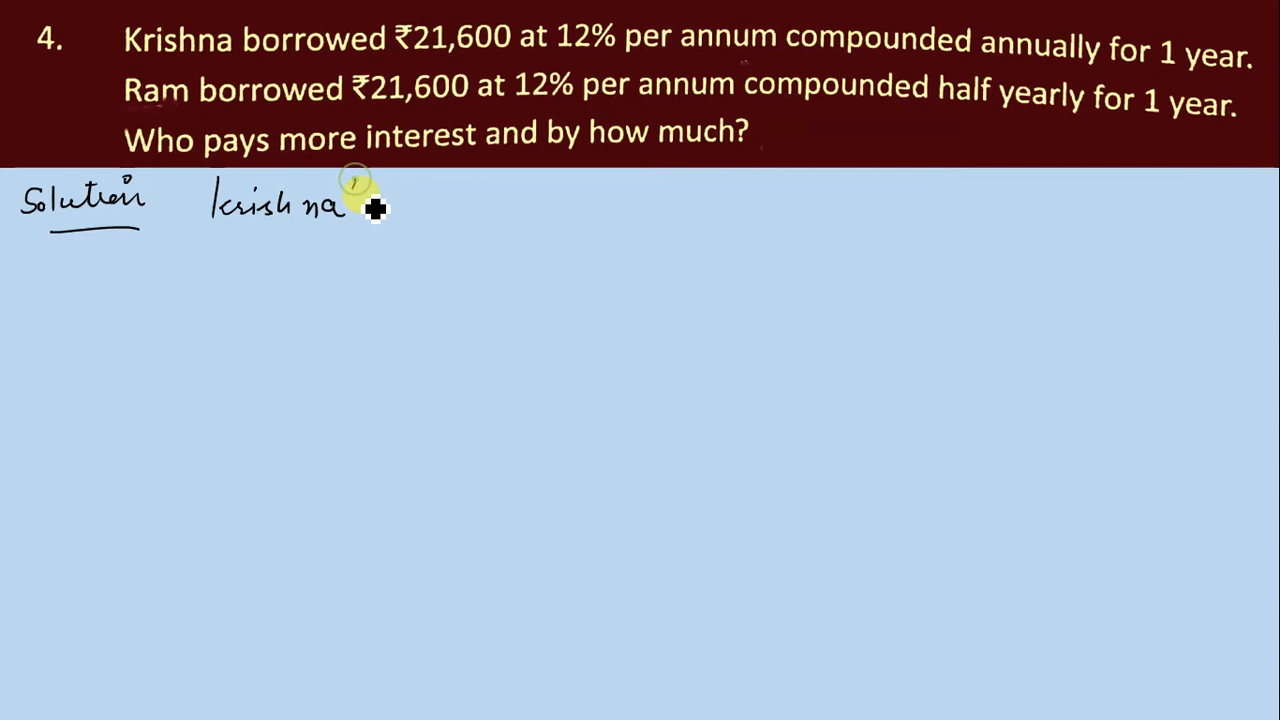 4. Krishna borrowed ₹21,600 at 12% per annum compounded annually for 1 year.
Ram borrowed ₹21,600 at 12% per annum compounded half yearly for 1 year.
Who pays more interest and by how much?
Solution Krishna'